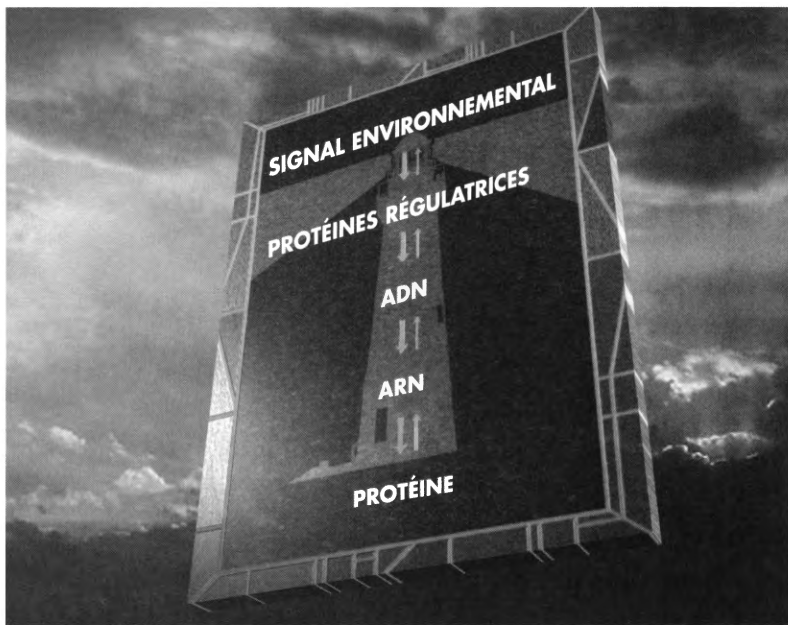 SIGNAL ENVIRONNEMENTAL
PROTÉINES RÉGULATRICES
ADN
ARN
PROTÉINE